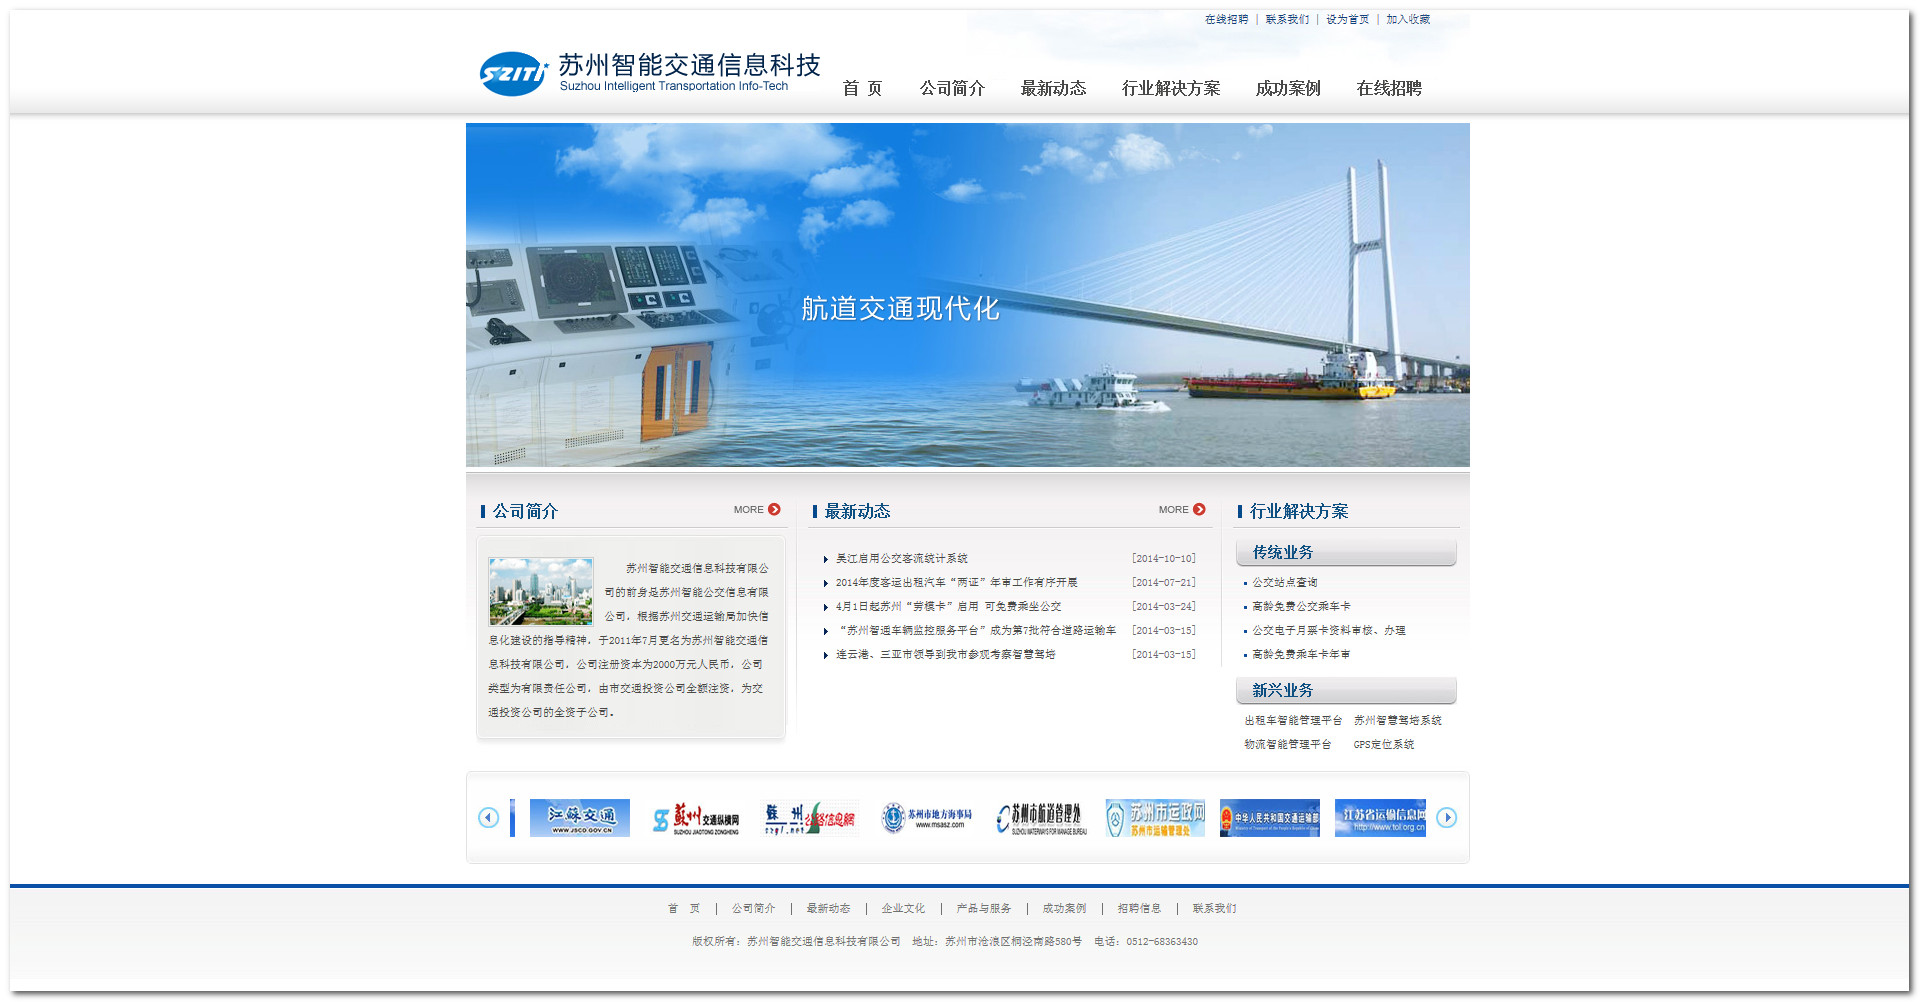 在线招聘 | 联系我们 | 设为首页 | 加入收藏
SZITI
苏州智能交通信息科技
Suzhou Intelligent Transportation Info-Tech
首 页 公司简介 最新动态 行业解决方案 成功案例 在线招聘
航道交通现代化
公司简介 MORE
苏州智能交通信息科技有限公
司的前身是苏州智能公交信息有限
公司，根据苏州交通运输局加快信
息化建设的指导精神，于2011年7月更名为苏州智能交通信
息科技有限公司，公司注册资本为2000万元人民币，公司
类型为有限责任公司，由市交通投资公司全额注资，为交
通投资公司的全资子公司。
最新动态 MORE
吴江启用公交客流统计系统 [2014-10-10]
2014年度客运出租汽车“两证”年审工作有序开展 [2014-07-21]
4月1日起苏州“劳模卡”启用 可免费乘坐公交 [2014-03-24]
“苏州智通车辆监控服务平台”成为第7批符合道路运输车 [2014-03-15]
连云港、三亚市领导到我市参观考察智慧驾培 [2014-03-15]
行业解决方案
传统业务
公交站点查询
高龄免费公交乘车卡
公交电子月票卡资料审核、办理
高龄免费乘车卡年审
新兴业务
出租车智能管理平台 苏州智慧驾培系统
物流智能管理平台 GPS定位系统
江蘇交通
WWW.JSCD.GOV.CN
苏州交通纵横网
SUZHOU JIAOTONG ZONGHENG
蘇州公路信息網
szgl.net
苏州市地方海事局
www.msasz.com
苏州市航道管理处
SUZHOU WATERWAYS FOR MANAGE BUREAU
苏州市运政网
苏州市运输管理处
中华人民共和国交通运输部
江苏省运输信息网
http://www.tol.org.cn
首 页 | 公司简介 | 最新动态 | 企业文化 | 产品与服务 | 成功案例 | 招聘信息 | 联系我们
版权所有：苏州智能交通信息科技有限公司 地址：苏州市沧浪区桐泾南路580号 电话：0512-68363430